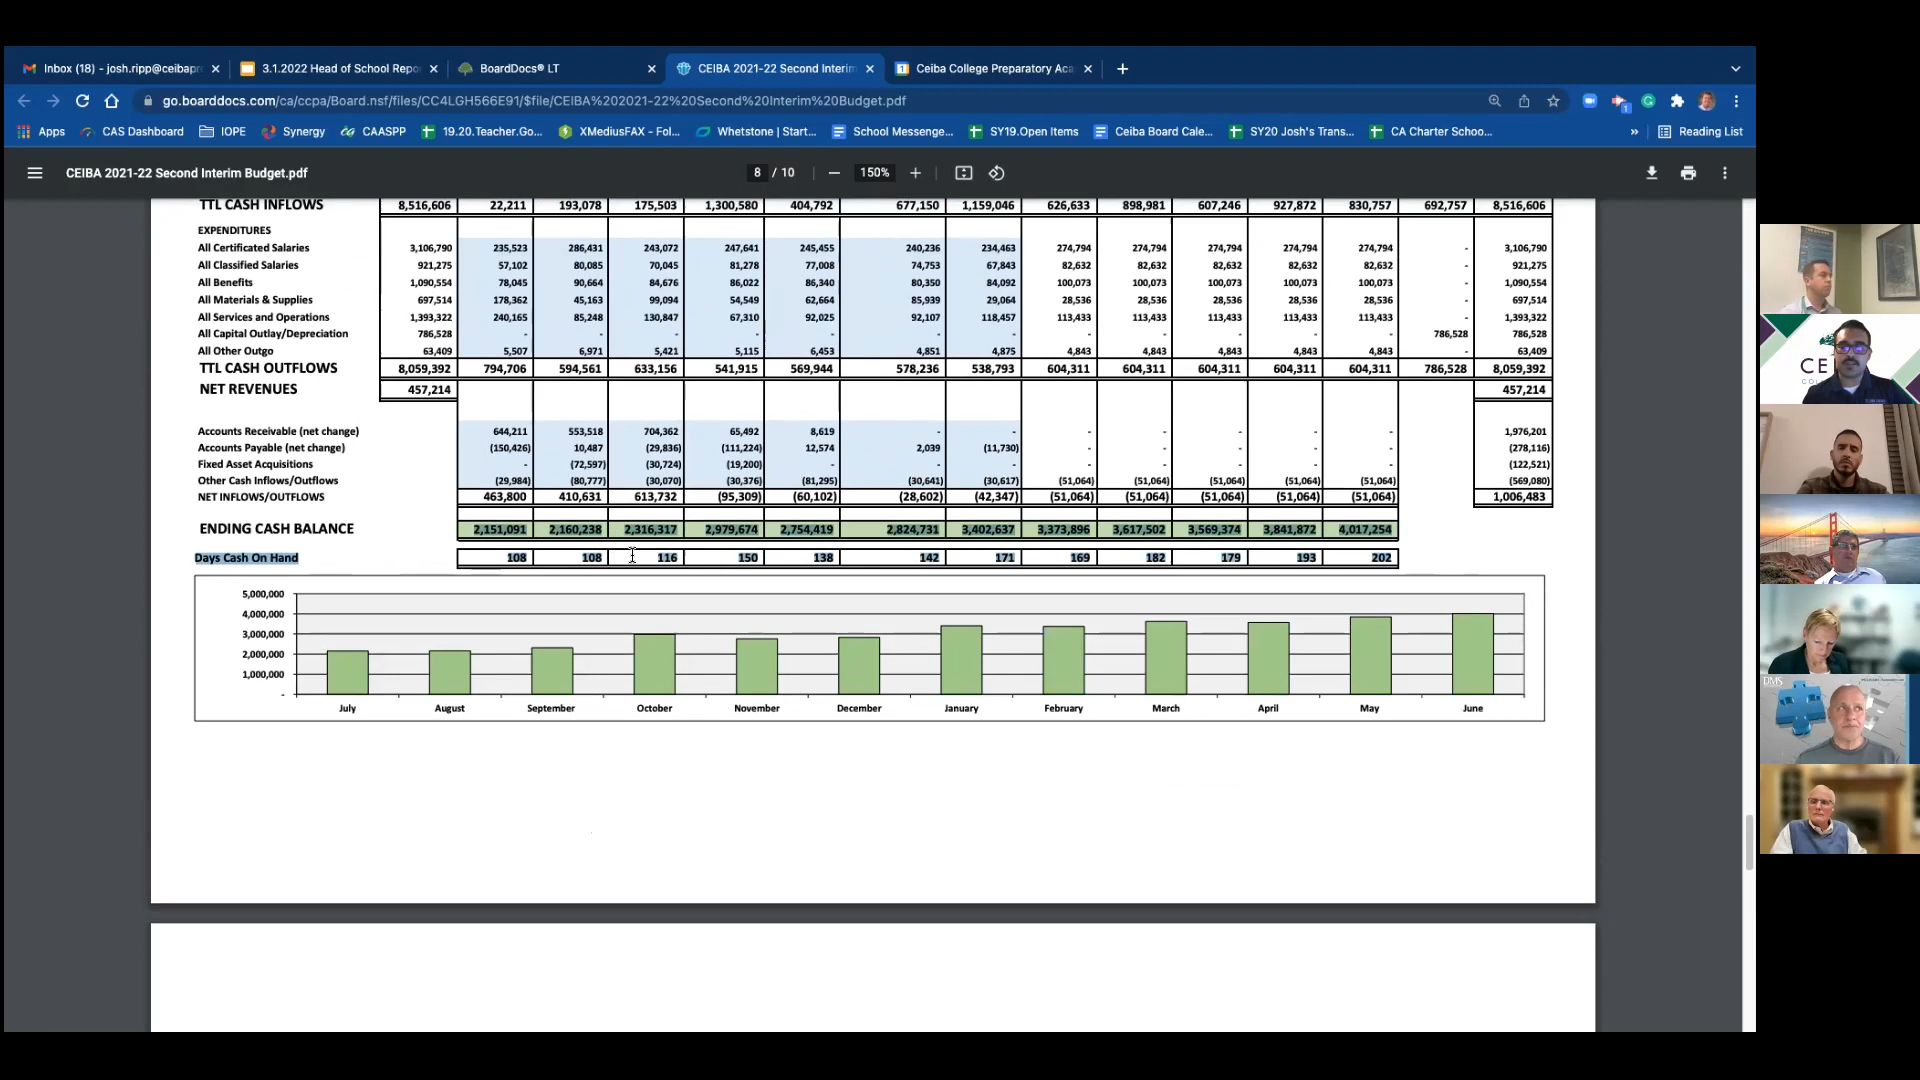 Inbox (18) - josh.ripp@ceibapr
3.1.2022 Head of School Repo
BoardDocs® LT
CEIBA 2021-22 Second Interim
Ceiba College Preparatory Aca
go.boarddocs.com/ca/ccpa/Board.nsf/files/CC4LGH566E91/$file/CEIBA%202021-22%20Second%20Interim%20Budget.pdf
Apps CAS Dashboard IOPE Synergy CAASPP 19.20.Teacher.Go... XMediusFAX - Fol... Whetstone | Start... School Messenge... SY19.Open Items Ceiba Board Cale... SY20 Josh's Trans... CA Charter Schoo... » Reading List
CEIBA 2021-22 Second Interim Budget.pdf 8 / 10 — 150% +
TTL CASH INFLOWS 8,516,606 22,211 193,078 175,503 1,300,580 404,792 677,150 1,159,046 626,633 898,981 607,246 927,872 830,757 692,757 8,516,606
EXPENDITURES
All Certificated Salaries 3,106,790 235,523 286,431 243,072 247,641 245,455 240,236 234,463 274,794 274,794 274,794 274,794 274,794 - 3,106,790
All Classified Salaries 921,275 57,102 80,085 70,045 81,278 77,008 74,753 67,843 82,632 82,632 82,632 82,632 82,632 - 921,275
All Benefits 1,090,554 78,045 90,664 84,676 86,022 86,340 80,350 84,092 100,073 100,073 100,073 100,073 100,073 - 1,090,554
All Materials & Supplies 697,514 178,362 45,163 99,094 54,549 62,664 85,939 29,064 28,536 28,536 28,536 28,536 28,536 - 697,514
All Services and Operations 1,393,322 240,165 85,248 130,847 67,310 92,025 92,107 118,457 113,433 113,433 113,433 113,433 113,433 - 1,393,322
All Capital Outlay/Depreciation 786,528 - - - - - - - - - - - - 786,528 786,528
All Other Outgo 63,409 5,507 6,971 5,421 5,115 6,453 4,851 4,875 4,843 4,843 4,843 4,843 4,843 - 63,409
TTL CASH OUTFLOWS 8,059,392 794,706 594,561 633,156 541,915 569,944 578,236 538,793 604,311 604,311 604,311 604,311 604,311 786,528 8,059,392
NET REVENUES 457,214 457,214
Accounts Receivable (net change) 644,211 553,518 704,362 65,492 8,619 - - - - - - - 1,976,201
Accounts Payable (net change) (150,426) 10,487 (29,836) (111,224) 12,574 2,039 (11,730) - - - - - (278,116)
Fixed Asset Acquisitions - (72,597) (30,724) (19,200) - - - - - - - - (122,521)
Other Cash Inflows/Outflows (29,984) (80,777) (30,070) (30,376) (81,295) (30,641) (30,617) (51,064) (51,064) (51,064) (51,064) (51,064) (569,080)
NET INFLOWS/OUTFLOWS 463,800 410,631 613,732 (95,309) (60,102) (28,602) (42,347) (51,064) (51,064) (51,064) (51,064) (51,064) 1,006,483
ENDING CASH BALANCE 2,151,091 2,160,238 2,316,317 2,979,674 2,754,419 2,824,731 3,402,637 3,373,896 3,617,502 3,569,374 3,841,872 4,017,254
Days Cash On Hand 108 108 116 150 138 142 171 169 182 179 193 202
5,000,000
4,000,000
3,000,000
2,000,000
1,000,000
-
July August September October November December January February March April May June
CE
DMS